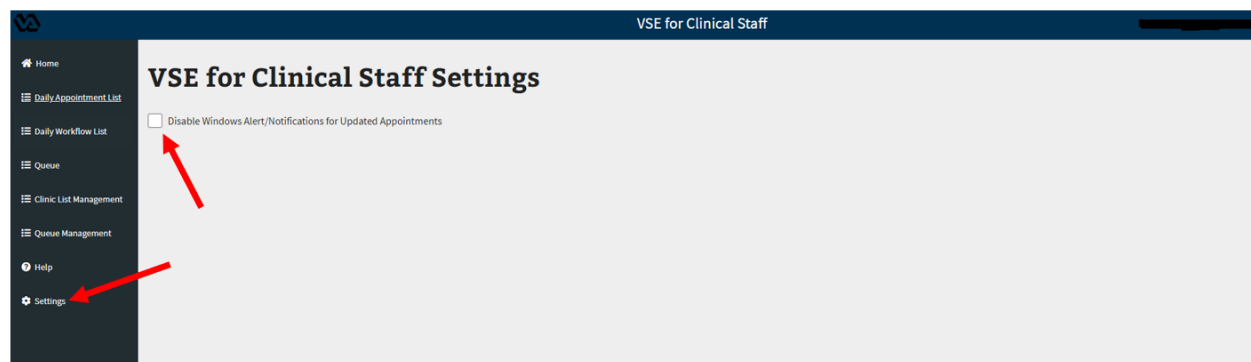 VA
VSE for Clinical Staff
Home
Daily Appointment List
Daily Workflow List
Queue
Clinic List Management
Queue Management
Help
Settings
VSE for Clinical Staff Settings
Disable Windows Alert/Notifications for Updated Appointments